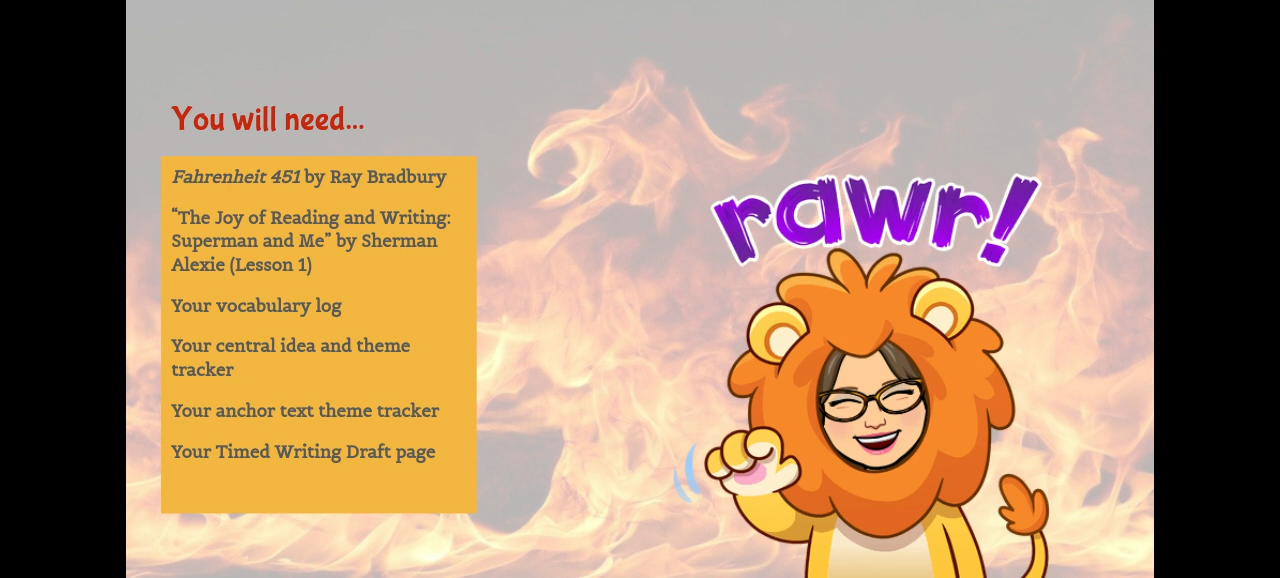 You will need...
Fahrenheit 451 by Ray Bradbury
“The Joy of Reading and Writing:
Superman and Me” by Sherman
Alexie (Lesson 1)
Your vocabulary log
Your central idea and theme
tracker
Your anchor text theme tracker
Your Timed Writing Draft page
rawr!